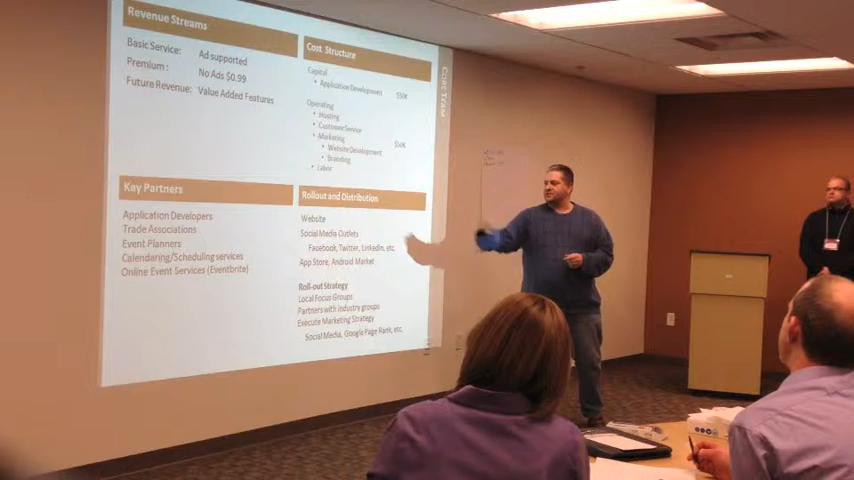 Revenue Streams
Basic Service: Ad supported
Premium: No Ads $0.99
Future Revenue: Value Added Features
Cost Structure
Capital
• Application Development $50K
Operating
• Hosting
• Customer Service
• Marketing
• Website Development
• Branding
• Labor
Core Team
Key Partners
Application Developers
Trade Associations
Event Planners
Calendaring/Scheduling services
Online Event Services (Eventbrite)
Rollout and Distribution
Website
Social Media Outlets
Facebook, Twitter, LinkedIn, etc.
App Store, Android Market
Roll-out Strategy
Local Focus Groups
Partners with industry groups
Execute Marketing Strategy
Social Media, Google Page Rank, etc.